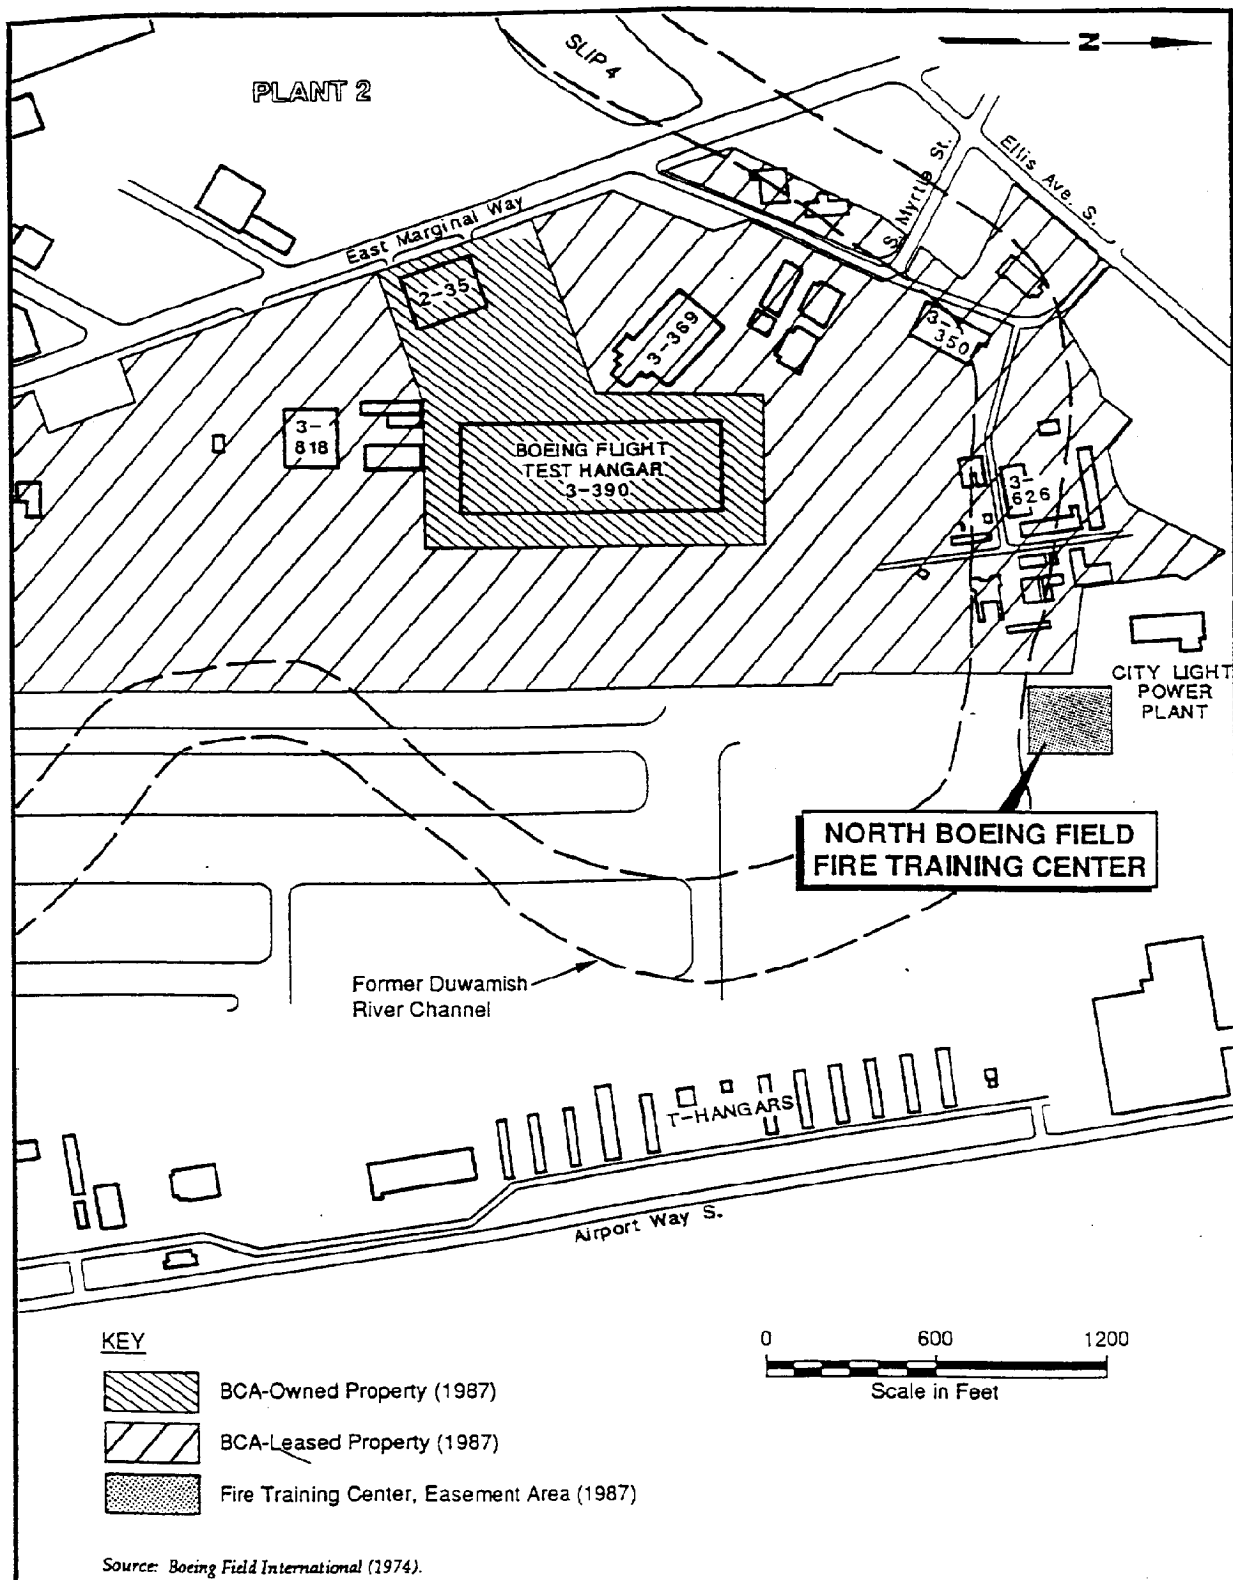 PLANT 2
SLIP 4
N
Ellis Ave. S.
S. Myrtle St.
East Marginal Way
2-35
3-369
3-
350
3-
818
BOEING FLIGHT
TEST HANGAR
3-390
3-
626
CITY LIGHT
POWER
PLANT
NORTH BOEING FIELD
FIRE TRAINING CENTER
Former Duwamish
River Channel
T-HANGARS
Airport Way S.
KEY
BCA-Owned Property (1987)
BCA-Leased Property (1987)
Fire Training Center, Easement Area (1987)
0 600 1200
Scale in Feet
Source: Boeing Field International (1974).